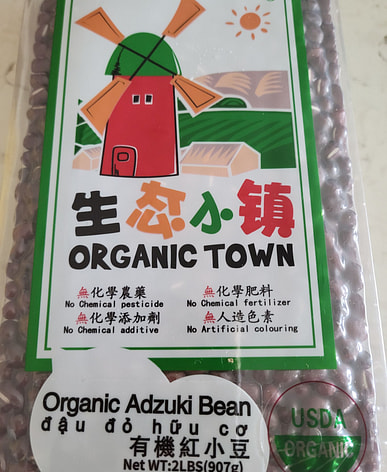 生态小镇
ORGANIC TOWN
無化學農藥
No Chemical pesticide
無化學肥料
No Chemical fertilizer
無化學添加劑
No Chemical additive
無人造色素
No Artificial colouring
Organic Adzuki Bean
đậu đỏ hữu cơ
有機紅小豆
Net WT:2LBS(907g)
USDA
ORGANIC